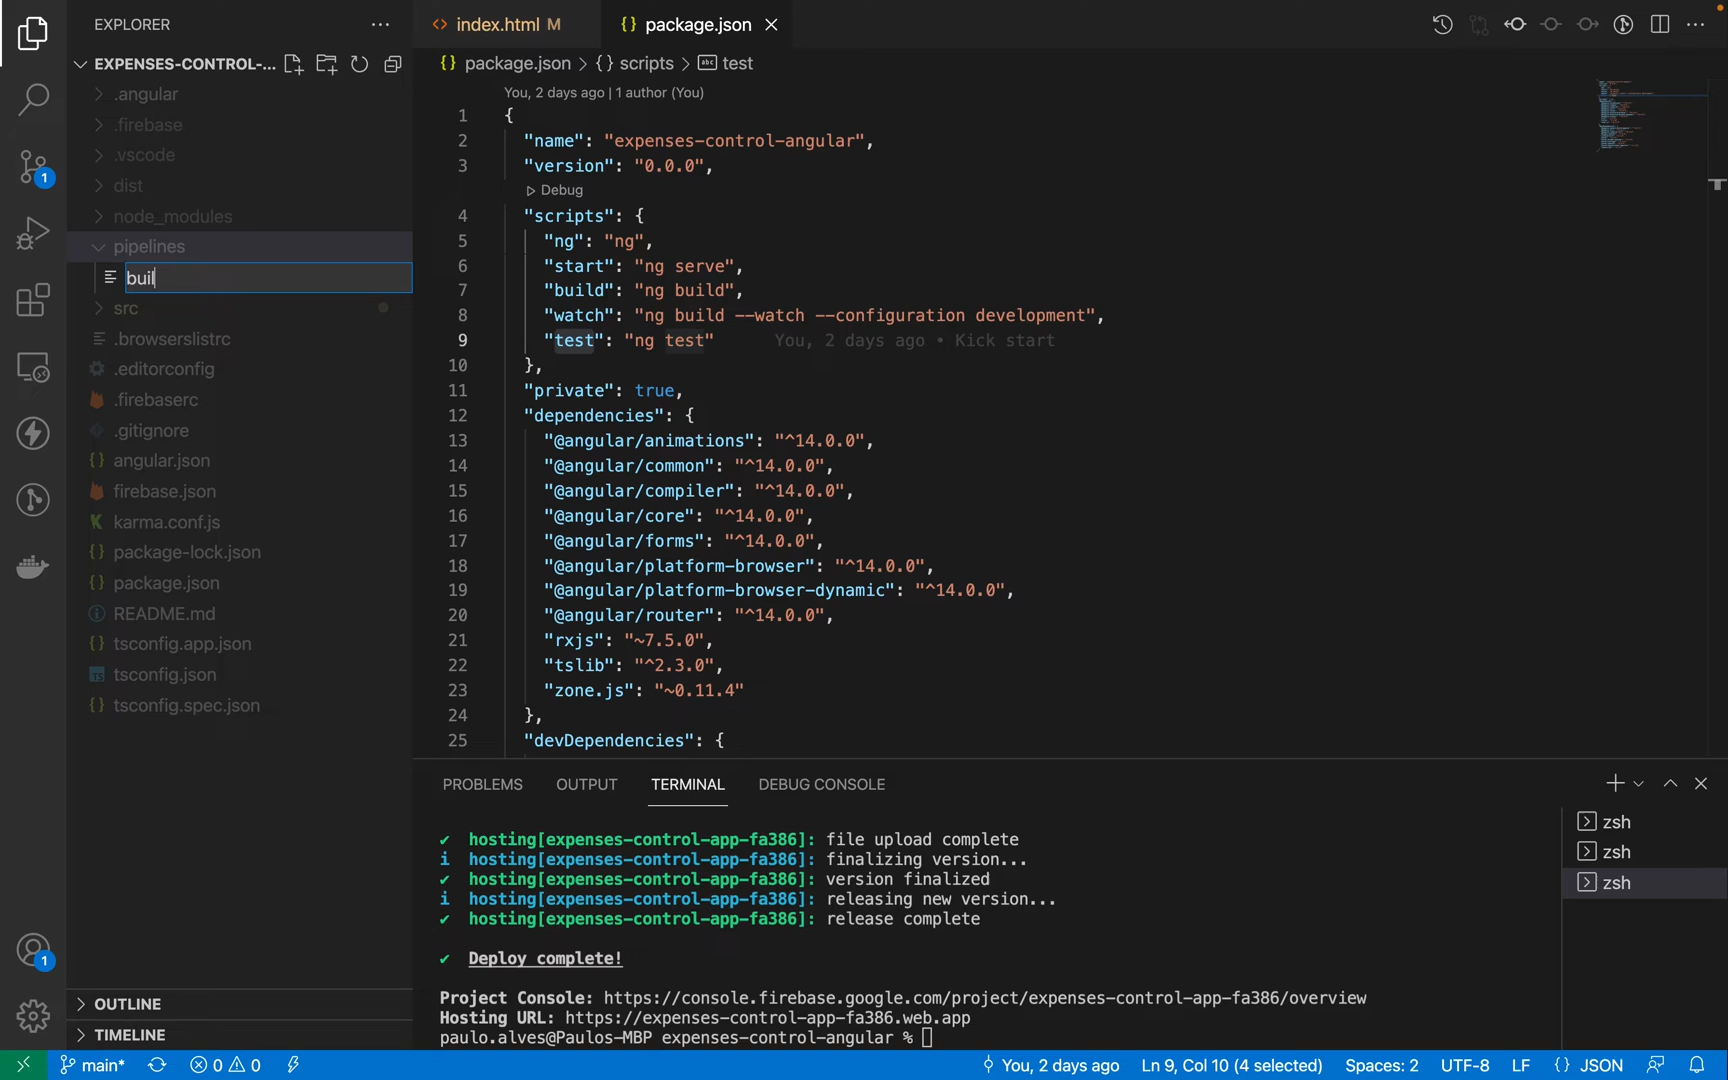 EXPLORER
EXPENSES-CONTROL-...
.angular
.firebase
.vscode
dist
node_modules
pipelines
buil
src
.browserslistrc
.editorconfig
.firebaserc
.gitignore
angular.json
firebase.json
karma.conf.js
package-lock.json
package.json
README.md
tsconfig.app.json
tsconfig.json
tsconfig.spec.json
OUTLINE
TIMELINE
1
1
index.html M
{} package.json
{} package.json > {} scripts > abc test
You, 2 days ago | 1 author (You)
1 {
2 "name": "expenses-control-angular",
3 "version": "0.0.0",
Debug
4 "scripts": {
5 "ng": "ng",
6 "start": "ng serve",
7 "build": "ng build",
8 "watch": "ng build --watch --configuration development",
9 "test": "ng test" You, 2 days ago • Kick start
10 },
11 "private": true,
12 "dependencies": {
13 "@angular/animations": "^14.0.0",
14 "@angular/common": "^14.0.0",
15 "@angular/compiler": "^14.0.0",
16 "@angular/core": "^14.0.0",
17 "@angular/forms": "^14.0.0",
18 "@angular/platform-browser": "^14.0.0",
19 "@angular/platform-browser-dynamic": "^14.0.0",
20 "@angular/router": "^14.0.0",
21 "rxjs": "~7.5.0",
22 "tslib": "^2.3.0",
23 "zone.js": "~0.11.4"
24 },
25 "devDependencies": {
PROBLEMS OUTPUT TERMINAL DEBUG CONSOLE
✔ hosting[expenses-control-app-fa386]: file upload complete
i hosting[expenses-control-app-fa386]: finalizing version...
✔ hosting[expenses-control-app-fa386]: version finalized
i hosting[expenses-control-app-fa386]: releasing new version...
✔ hosting[expenses-control-app-fa386]: release complete
✔ Deploy complete!
Project Console: https://console.firebase.google.com/project/expenses-control-app-fa386/overview
Hosting URL: https://expenses-control-app-fa386.web.app
paulo.alves@Paulos-MBP expenses-control-angular %
zsh
zsh
zsh
main* 0 0 You, 2 days ago Ln 9, Col 10 (4 selected) Spaces: 2 UTF-8 LF {} JSON